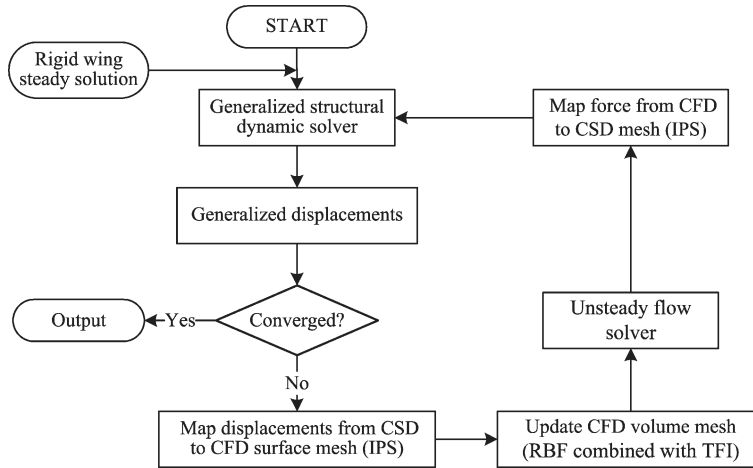 START
Rigid wing
steady solution
Generalized structural
dynamic solver
Map force from CFD
to CSD mesh (IPS)
Generalized displacements
Output
Yes
Converged?
Unsteady flow
solver
No
Map displacements from CSD
to CFD surface mesh (IPS)
Update CFD volume mesh
(RBF combined with TFI)